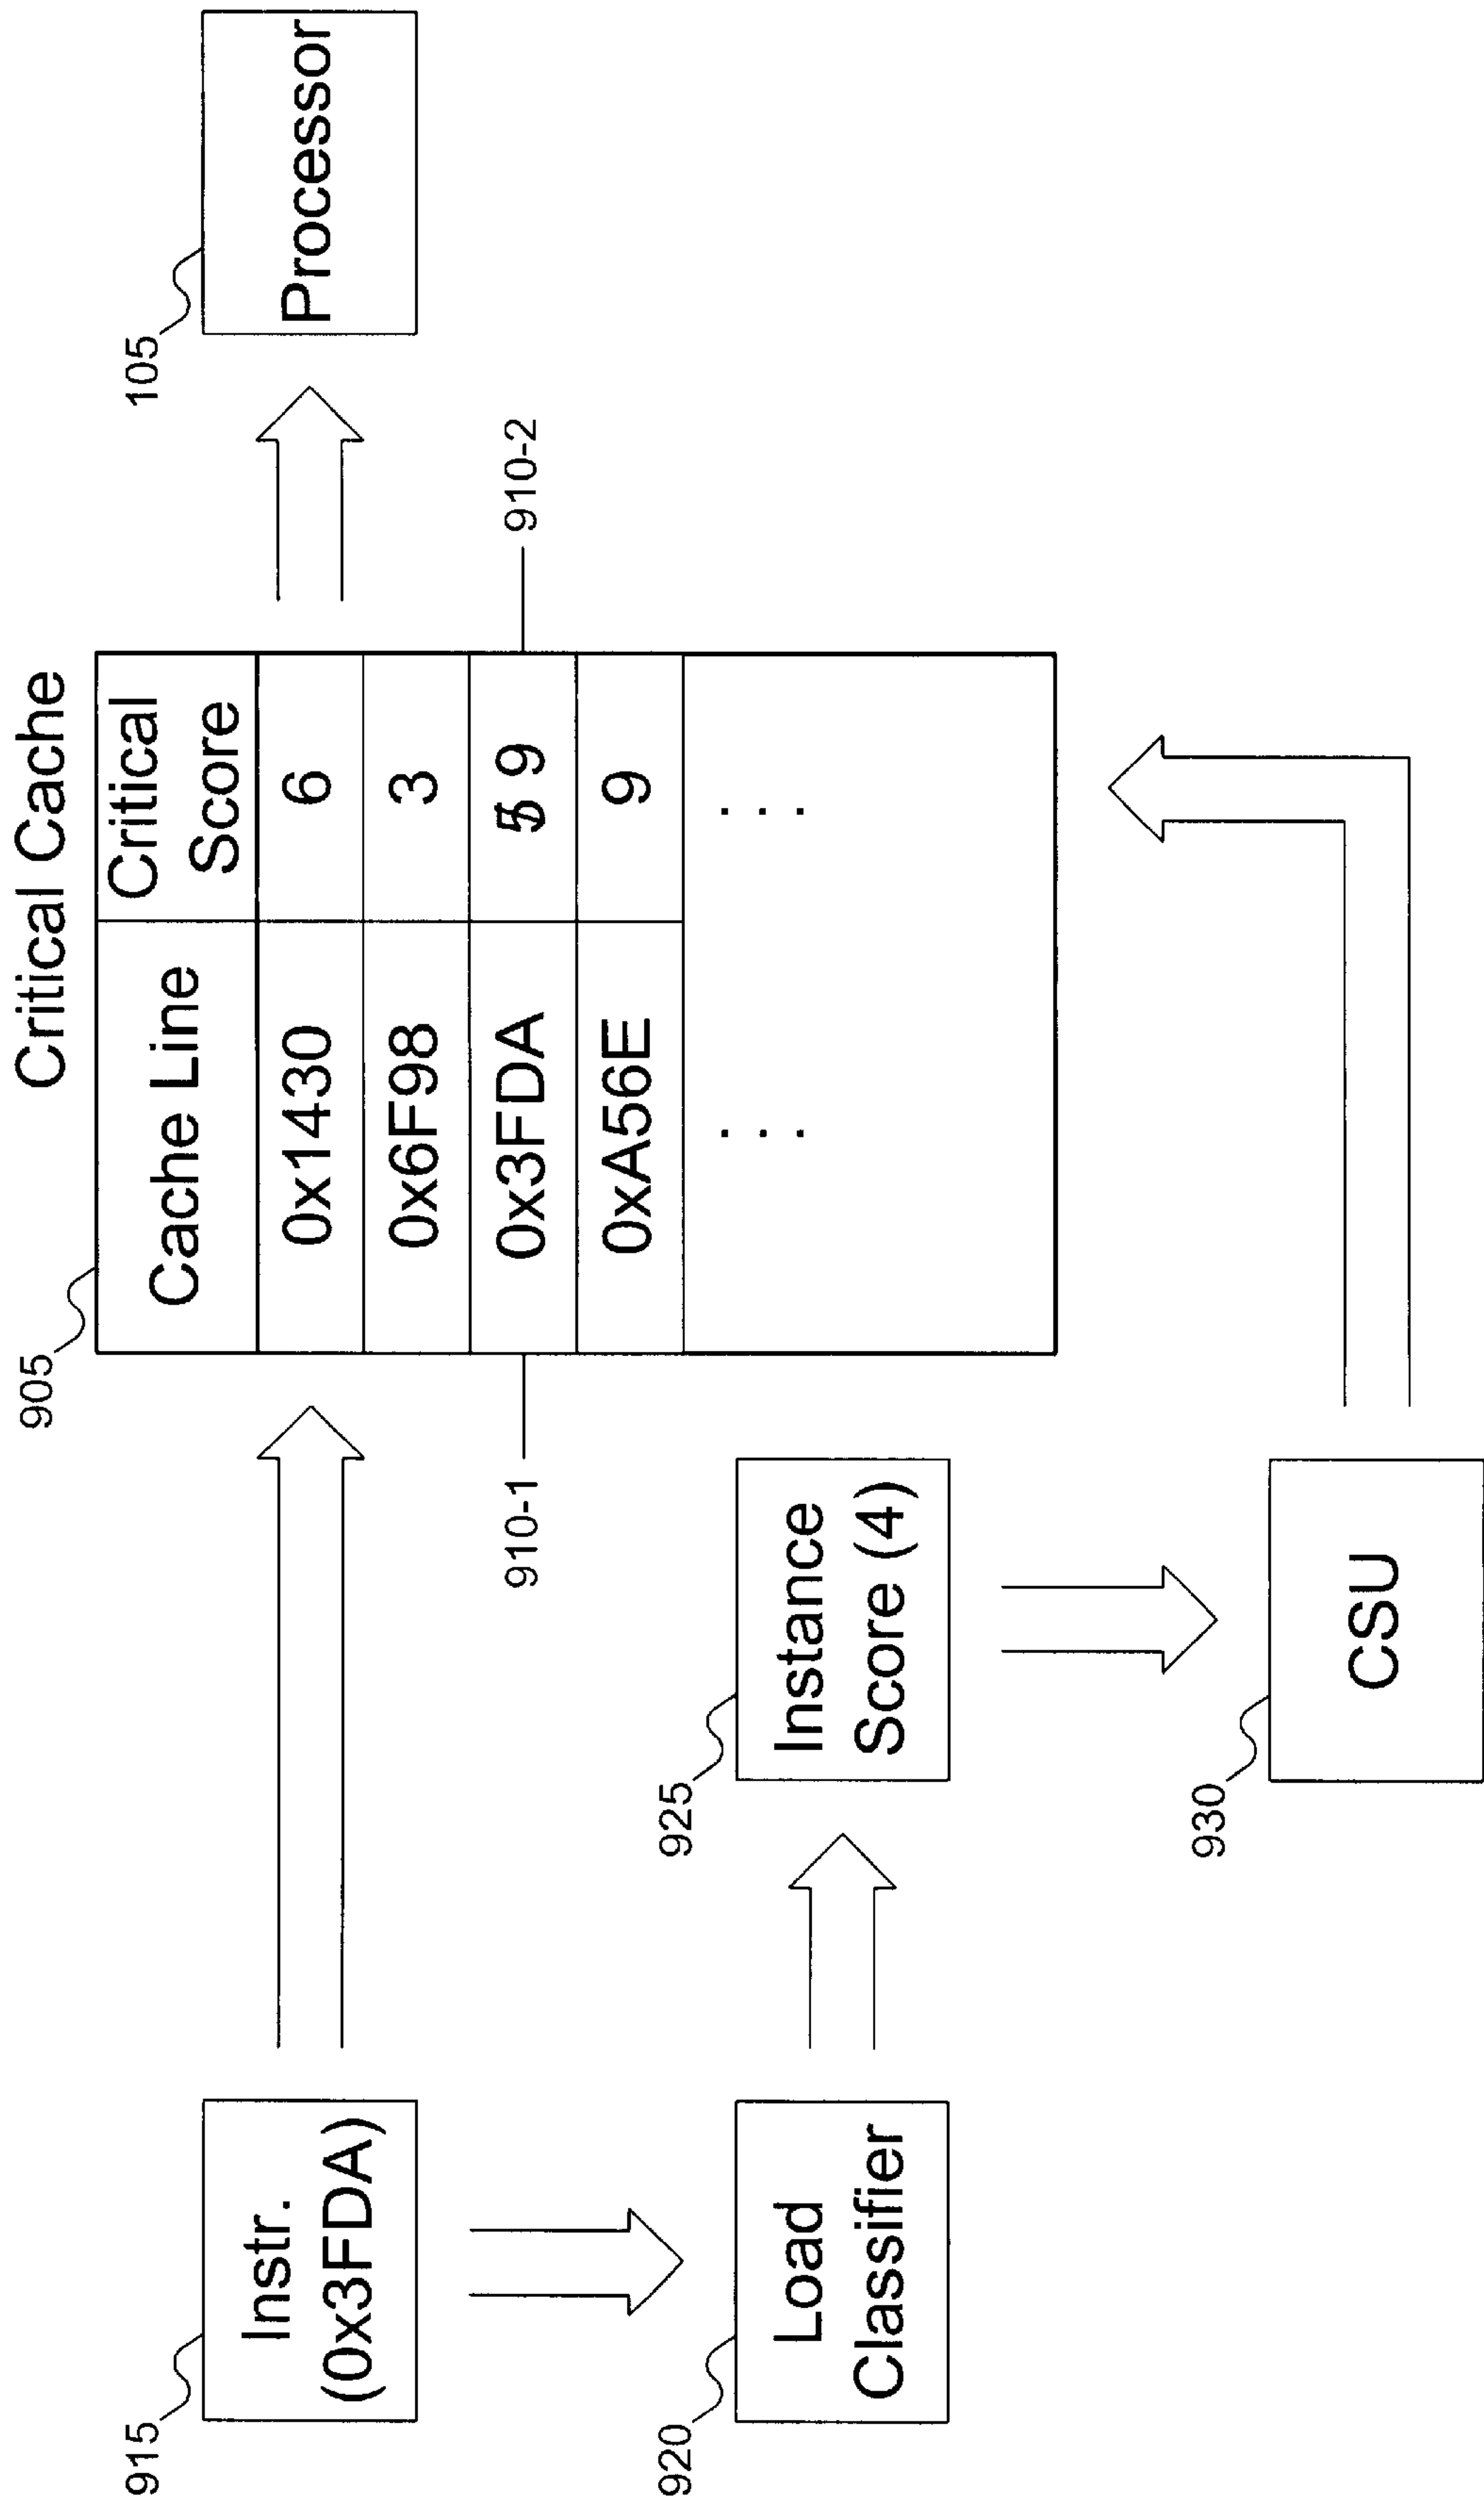 Critical Cache
905
105
915
Cache Line
Critical
Score
Instr.
(0x3FDA)
0x1430
6
Processor
0x6F98
3
910-1
0x3FDA
5 9
910-2
0xA56E
9
. . .
. . .
925
920
Load
Classifier
Instance
Score (4)
930
CSU